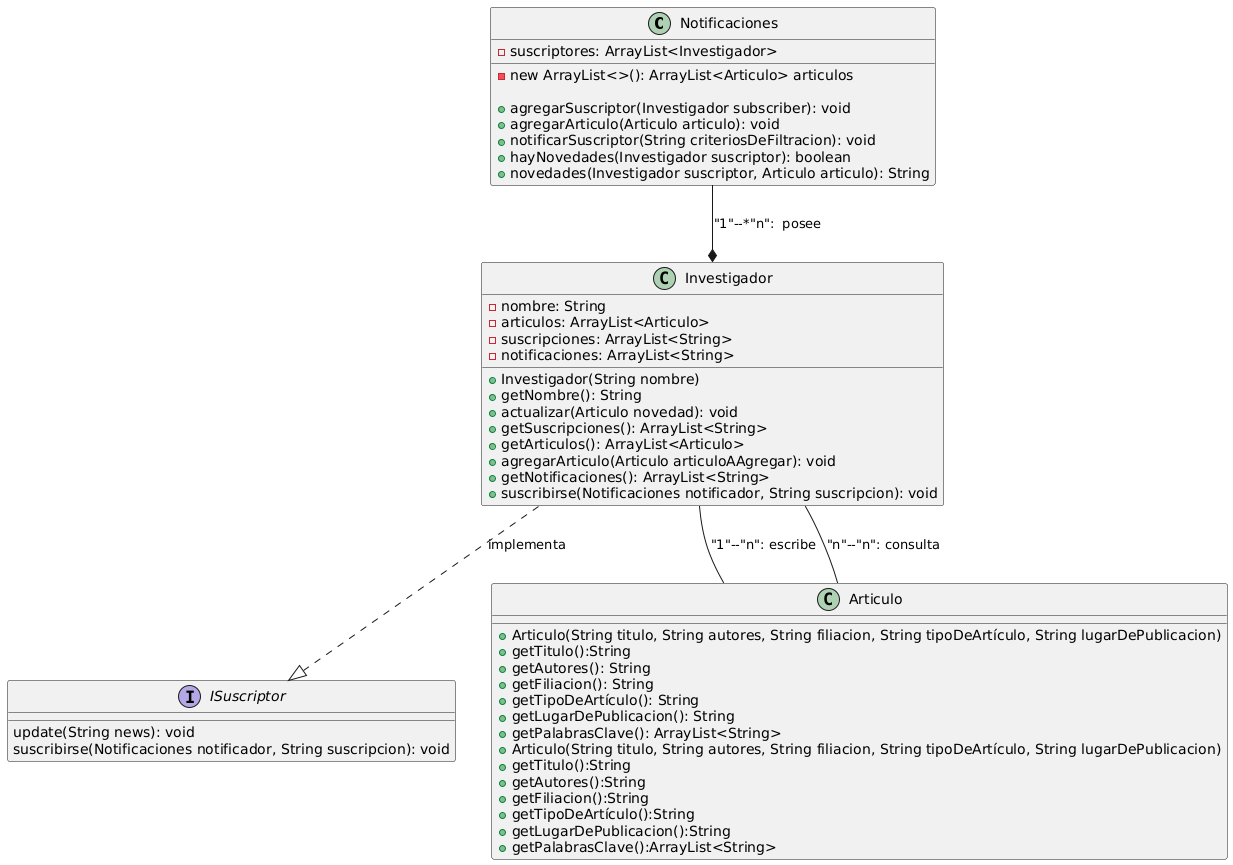 C Notificaciones
suscriptores: ArrayList<Investigador>
new ArrayList<>(): ArrayList<Articulo> articulos
agregarSuscriptor(Investigador subscriber): void
agregarArticulo(Articulo articulo): void
notificarSuscriptor(String criteriosDeFiltracion): void
hayNovedades(Investigador suscriptor): boolean
novedades(Investigador suscriptor, Articulo articulo): String
"1"--*"n":  posee
C Investigador
nombre: String
articulos: ArrayList<Articulo>
suscripciones: ArrayList<String>
notificaciones: ArrayList<String>
Investigador(String nombre)
getNombre(): String
actualizar(Articulo novedad): void
getSuscripciones(): ArrayList<String>
getArticulos(): ArrayList<Articulo>
agregarArticulo(Articulo articuloAAgregar): void
getNotificaciones(): ArrayList<String>
suscribirse(Notificaciones notificador, String suscripcion): void
implementa
"1"--"n": escribe
"n"--"n": consulta
I ISuscriptor
update(String news): void
suscribirse(Notificaciones notificador, String suscripcion): void
C Articulo
Articulo(String titulo, String autores, String filiacion, String tipoDeArtículo, String lugarDePublicacion)
getTitulo():String
getAutores(): String
getFiliacion(): String
getTipoDeArtículo(): String
getLugarDePublicacion(): String
getPalabrasClave(): ArrayList<String>
Articulo(String titulo, String autores, String filiacion, String tipoDeArtículo, String lugarDePublicacion)
getTitulo():String
getAutores():String
getFiliacion():String
getTipoDeArtículo():String
getLugarDePublicacion():String
getPalabrasClave():ArrayList<String>